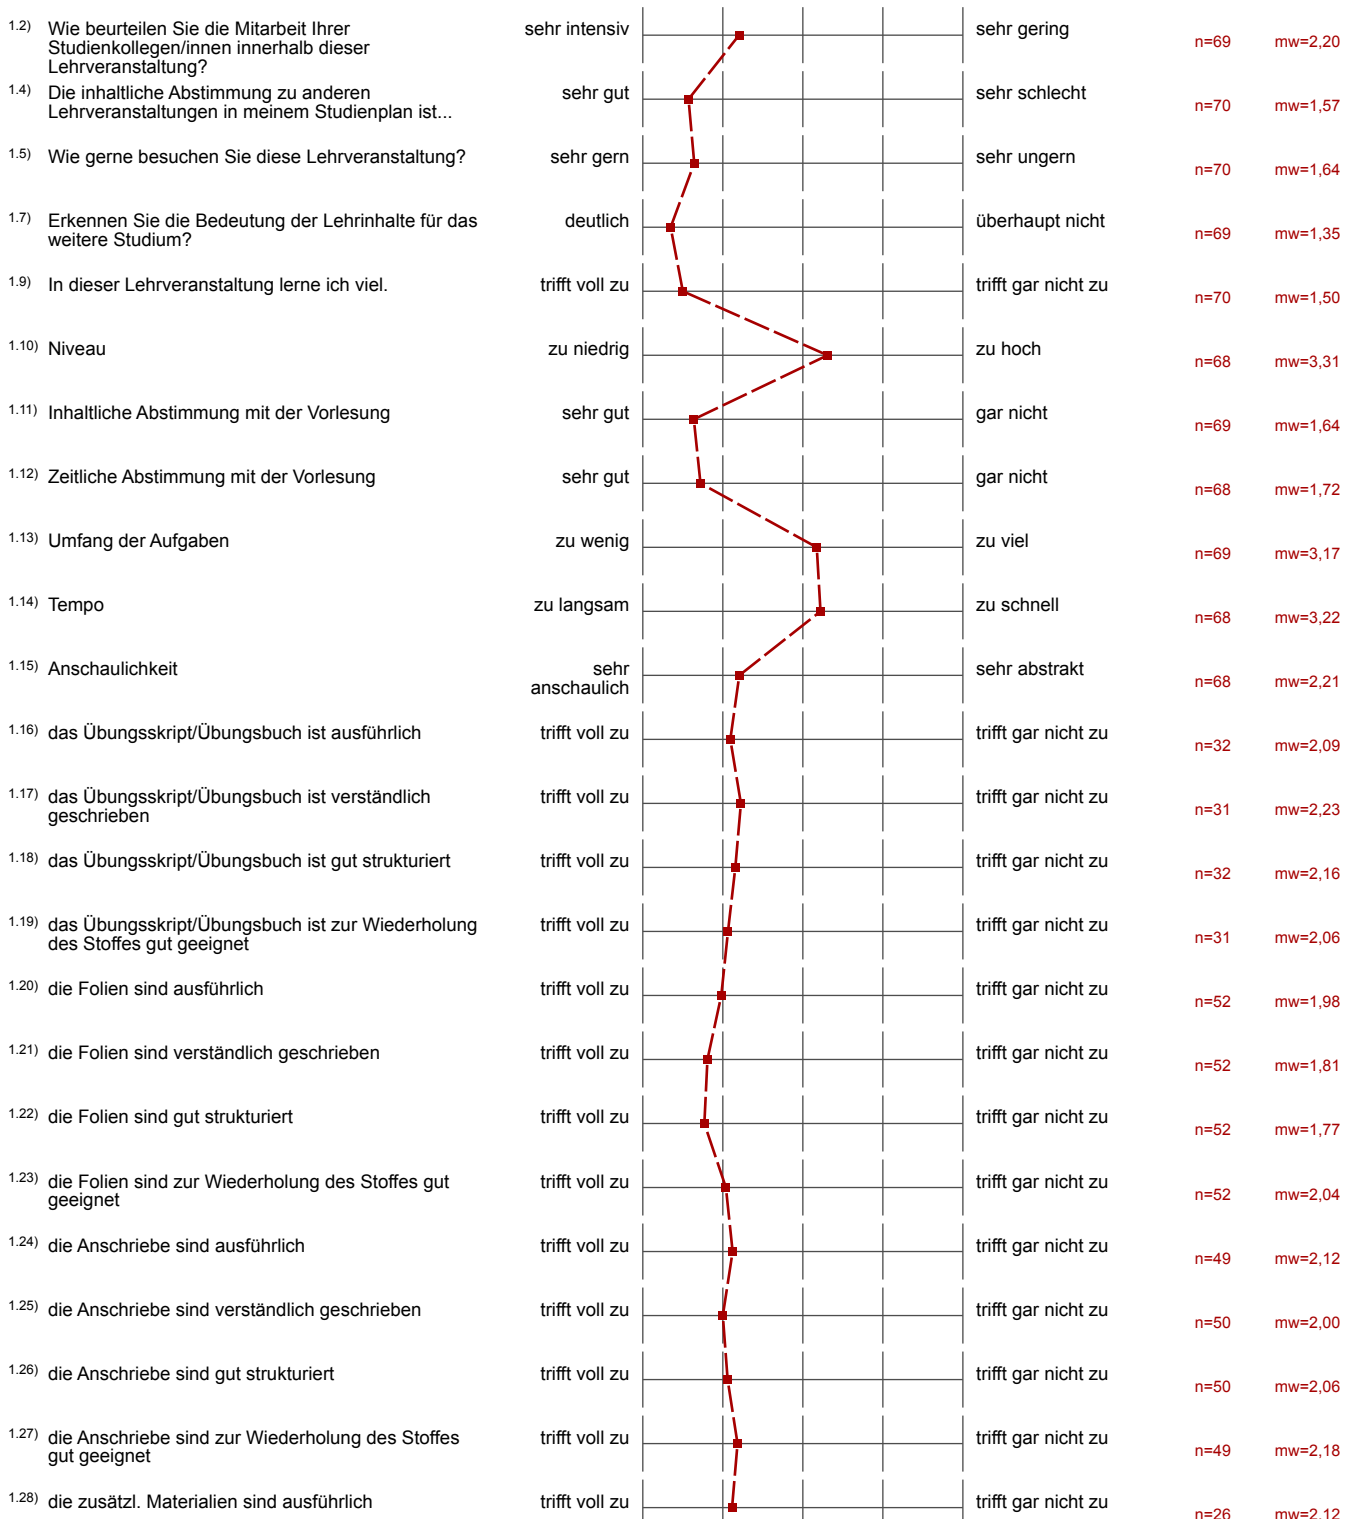 1.2) Wie beurteilen Sie die Mitarbeit Ihrer
Studienkollegen/innen innerhalb dieser
Lehrveranstaltung?
sehr intensiv
sehr gering
n=69 mw=2,20
1.4) Die inhaltliche Abstimmung zu anderen
Lehrveranstaltungen in meinem Studienplan ist...
sehr gut
sehr schlecht
n=70 mw=1,57
1.5) Wie gerne besuchen Sie diese Lehrveranstaltung?
sehr gern
sehr ungern
n=70 mw=1,64
1.7) Erkennen Sie die Bedeutung der Lehrinhalte für das
weitere Studium?
deutlich
überhaupt nicht
n=69 mw=1,35
1.9) In dieser Lehrveranstaltung lerne ich viel.
trifft voll zu
trifft gar nicht zu
n=70 mw=1,50
1.10) Niveau
zu niedrig
zu hoch
n=68 mw=3,31
1.11) Inhaltliche Abstimmung mit der Vorlesung
sehr gut
gar nicht
n=69 mw=1,64
1.12) Zeitliche Abstimmung mit der Vorlesung
sehr gut
gar nicht
n=68 mw=1,72
1.13) Umfang der Aufgaben
zu wenig
zu viel
n=69 mw=3,17
1.14) Tempo
zu langsam
zu schnell
n=68 mw=3,22
1.15) Anschaulichkeit
sehr
anschaulich
sehr abstrakt
n=68 mw=2,21
1.16) das Übungsskript/Übungsbuch ist ausführlich
trifft voll zu
trifft gar nicht zu
n=32 mw=2,09
1.17) das Übungsskript/Übungsbuch ist verständlich
geschrieben
trifft voll zu
trifft gar nicht zu
n=31 mw=2,23
1.18) das Übungsskript/Übungsbuch ist gut strukturiert
trifft voll zu
trifft gar nicht zu
n=32 mw=2,16
1.19) das Übungsskript/Übungsbuch ist zur Wiederholung
des Stoffes gut geeignet
trifft voll zu
trifft gar nicht zu
n=31 mw=2,06
1.20) die Folien sind ausführlich
trifft voll zu
trifft gar nicht zu
n=52 mw=1,98
1.21) die Folien sind verständlich geschrieben
trifft voll zu
trifft gar nicht zu
n=52 mw=1,81
1.22) die Folien sind gut strukturiert
trifft voll zu
trifft gar nicht zu
n=52 mw=1,77
1.23) die Folien sind zur Wiederholung des Stoffes gut
geeignet
trifft voll zu
trifft gar nicht zu
n=52 mw=2,04
1.24) die Anschriebe sind ausführlich
trifft voll zu
trifft gar nicht zu
n=49 mw=2,12
1.25) die Anschriebe sind verständlich geschrieben
trifft voll zu
trifft gar nicht zu
n=50 mw=2,00
1.26) die Anschriebe sind gut strukturiert
trifft voll zu
trifft gar nicht zu
n=50 mw=2,06
1.27) die Anschriebe sind zur Wiederholung des Stoffes
gut geeignet
trifft voll zu
trifft gar nicht zu
n=49 mw=2,18
1.28) die zusätzl. Materialien sind ausführlich
trifft voll zu
trifft gar nicht zu
n=26 mw=2,12